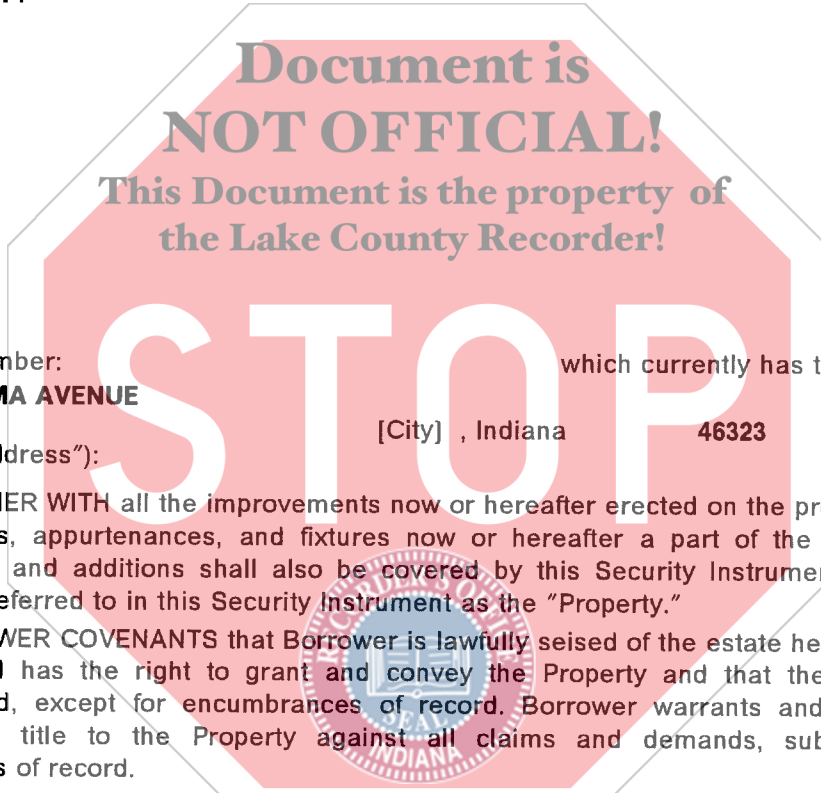 Document is
NOT OFFICIAL!
This Document is the property of
the Lake County Recorder!
STOP
mber: which currently has t
MA AVENUE
[City] , Indiana 46323
dress"):
ER WITH all the improvements now or hereafter erected on the pr
s, appurtenances, and fixtures now or hereafter a part of the
and additions shall also be covered by this Security Instrume
eferred to in this Security Instrument as the "Property."
WER COVENANTS that Borrower is lawfully seised of the estate he
has the right to grant and convey the Property and that the
d, except for encumbrances of record. Borrower warrants and
title to the Property against all claims and demands, sub
s of record.
SEAL
INDIANA